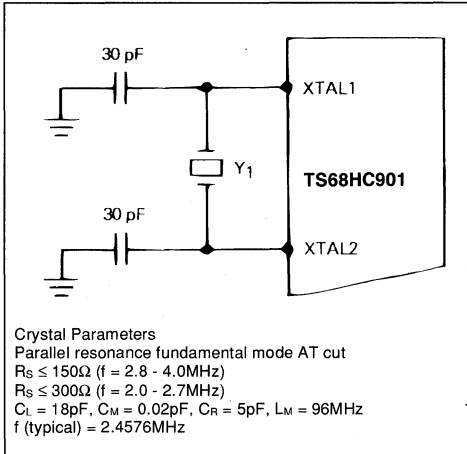 30 pF
XTAL1
Y1
TS68HC901
30 pF
XTAL2
Crystal Parameters
Parallel resonance fundamental mode AT cut
RS ≤ 150Ω (f = 2.8 - 4.0MHz)
RS ≤ 300Ω (f = 2.0 - 2.7MHz)
CL = 18pF, CM = 0.02pF, CR = 5pF, LM = 96MHz
f (typical) = 2.4576MHz